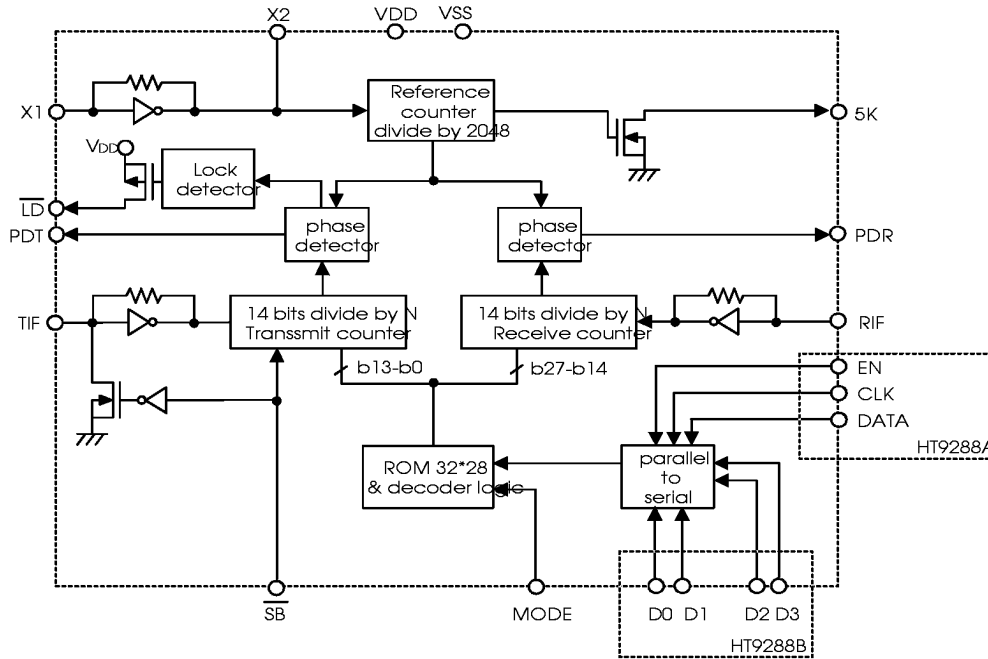 X2
VDD
VSS
X1
Reference
counter
divide by 2048
5K
VDD
Lock
detector
LD
PDT
phase
detector
phase
detector
PDR
TIF
14 bits divide by N
Transsmit counter
14 bits divide by N
Receive counter
RIF
b13-b0
b27-b14
EN
CLK
DATA
HT9288A
ROM 32*28
& decoder logic
parallel
to
serial
SB
MODE
D0 D1 D2 D3
HT9288B